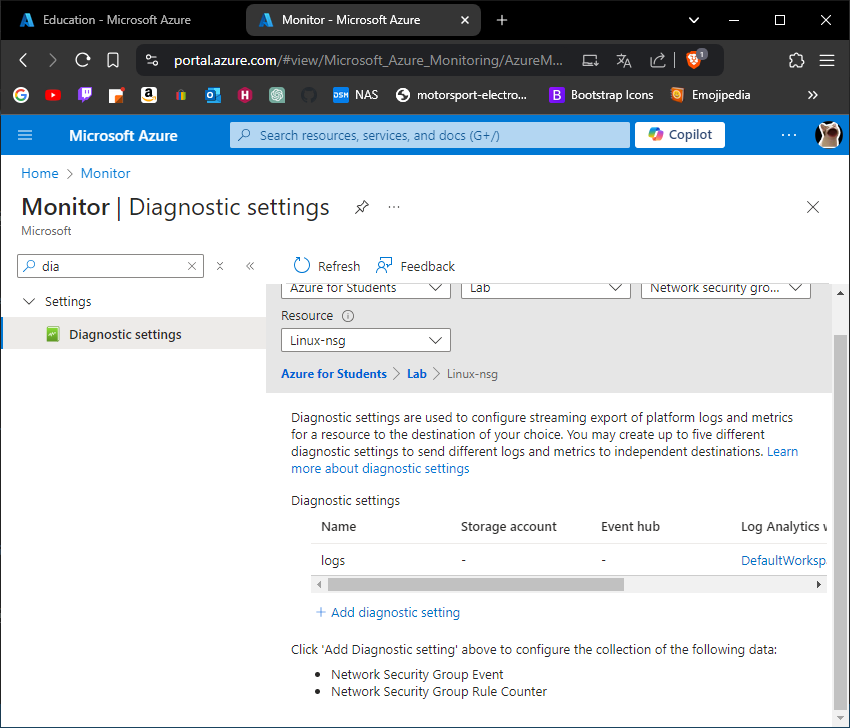 Education - Microsoft Azure
Monitor - Microsoft Azure
portal.azure.com/#view/Microsoft_Azure_Monitoring/AzureM...
1
NAS
motorsport-electro...
Bootstrap Icons
Emojipedia
Microsoft Azure
Search resources, services, and docs (G+/)
Copilot
Home > Monitor
Monitor | Diagnostic settings
Microsoft
dia
Refresh
Feedback
Settings
Diagnostic settings
Azure for Students
Lab
Network security gro...
Resource
Linux-nsg
Azure for Students > Lab > Linux-nsg
Diagnostic settings are used to configure streaming export of platform logs and metrics
for a resource to the destination of your choice. You may create up to five different
diagnostic settings to send different logs and metrics to independent destinations. Learn
more about diagnostic settings
Diagnostic settings
Name Storage account Event hub Log Analytics w
logs - - DefaultWorksp
+ Add diagnostic setting
Click 'Add Diagnostic setting' above to configure the collection of the following data:
• Network Security Group Event
• Network Security Group Rule Counter